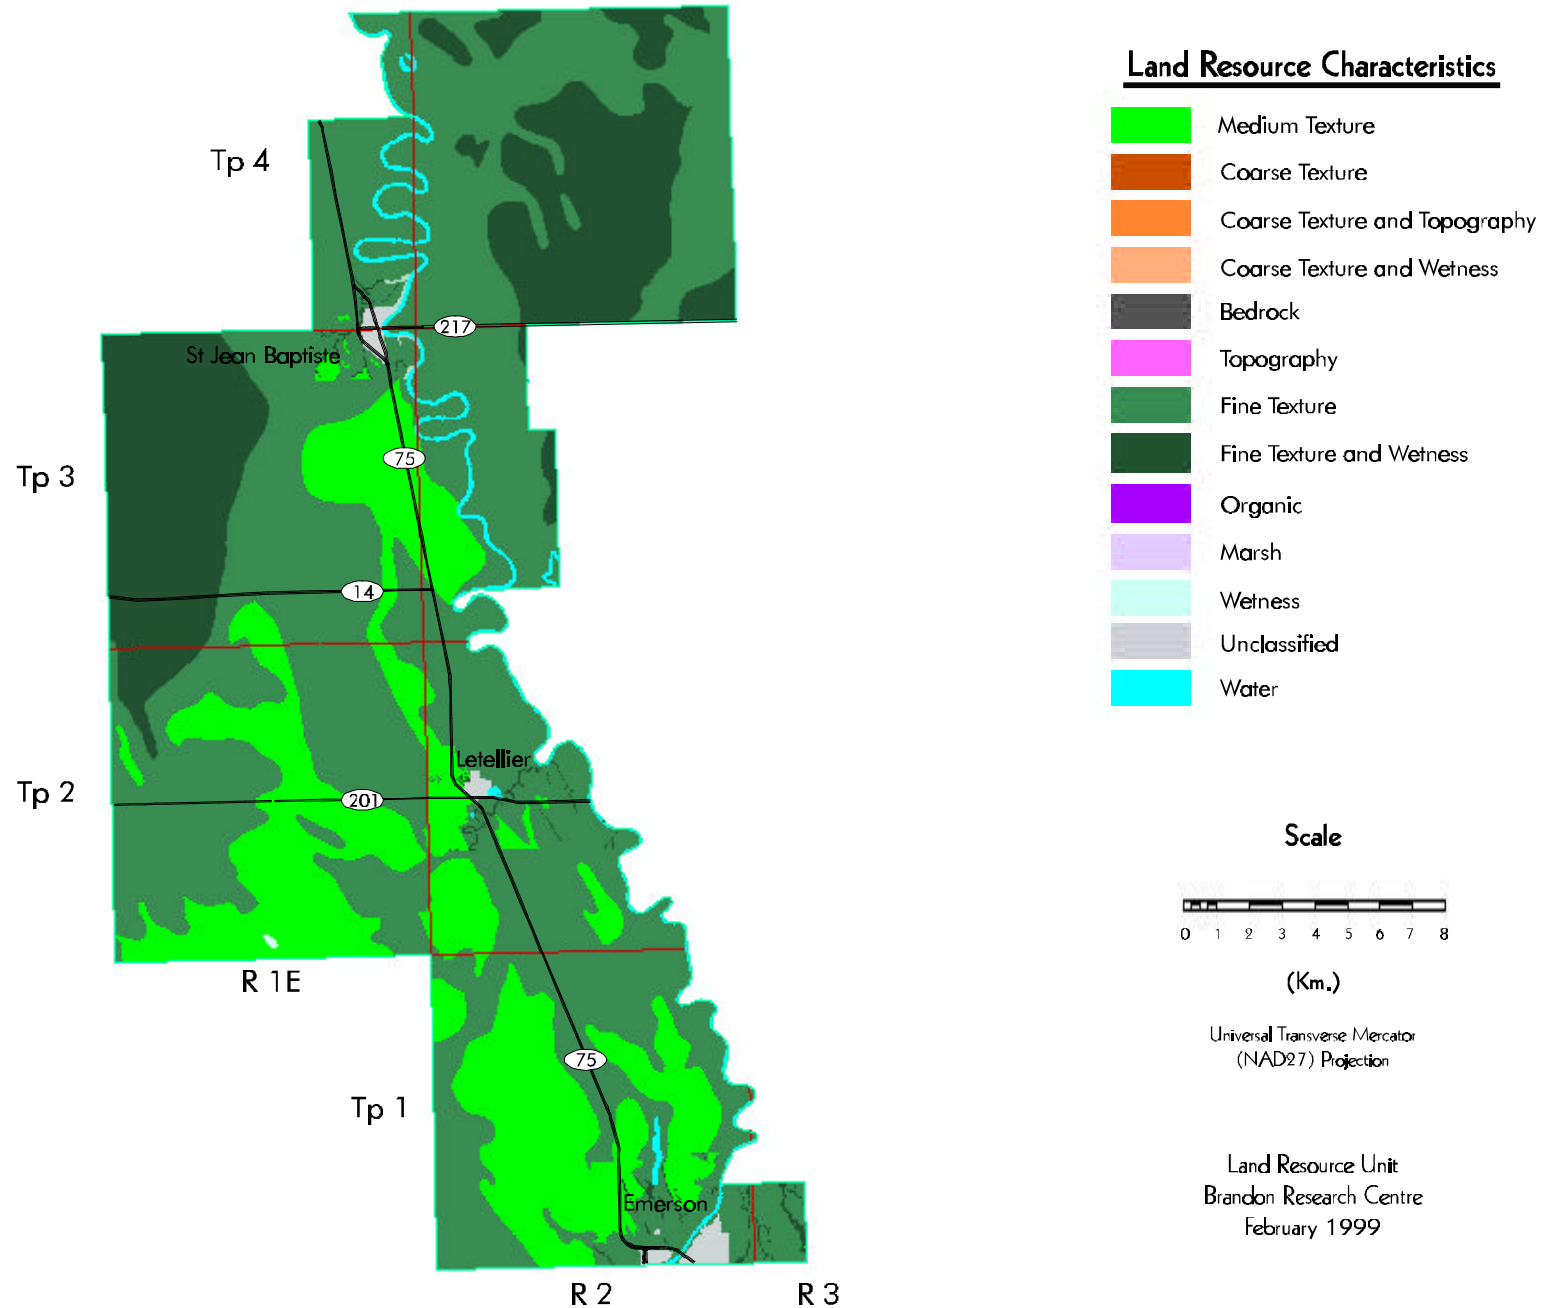 Land Resource Characteristics
Medium Texture
Coarse Texture
Coarse Texture and Topography
Coarse Texture and Wetness
Bedrock
Topography
Fine Texture
Fine Texture and Wetness
Organic
Marsh
Wetness
Unclassified
Water
Tp 4
217
St Jean Baptiste
75
Tp 3
14
Letellier
Tp 2
201
R 1E
75
Tp 1
Emerson
R 2
R 3
Scale
0 1 2 3 4 5 6 7 8
(Km.)
Universal Transverse Mercator
(NAD27) Projection
Land Resource Unit
Brandon Research Centre
February 1999